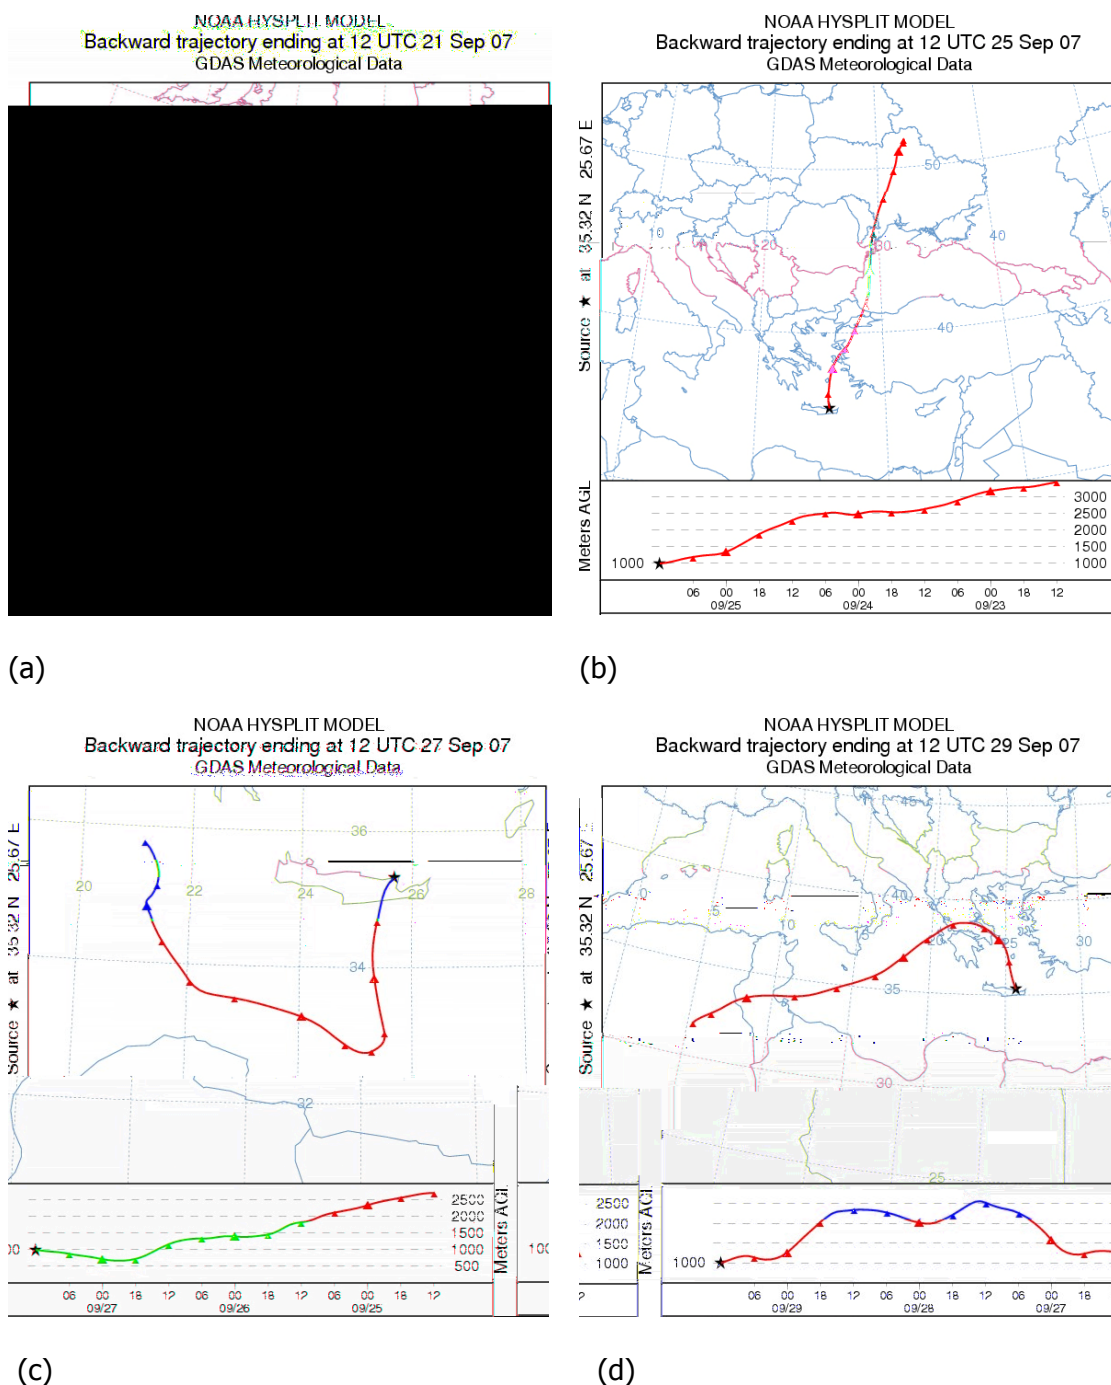 NOAA HYSPLIT MODEL
Backward trajectory ending at 12 UTC 21 Sep 07
GDAS Meteorological Data
(a)
NOAA HYSPLIT MODEL
Backward trajectory ending at 12 UTC 25 Sep 07
GDAS Meteorological Data
Source ★ at 35.32 N 25.67 E
10 20 30 40 50
40
Meters AGL
1000
3000
2500
2000
1500
1000
06 00 18 12 06 00 18 12 06 00 18 12
09/25 09/24 09/23
(b)
NOAA HYSPLIT MODEL
Backward trajectory ending at 12 UTC 27 Sep 07
GDAS Meteorological Data
Source ★ at 35.32 N 25.67 E
36
20 22 24 26 28
34
32
2500
2000
1500
1000
500
Meters AGL
06 00 18 12 06 00 18 12 06 00 18 12
09/27 09/26 09/25
(c)
NOAA HYSPLIT MODEL
Backward trajectory ending at 12 UTC 29 Sep 07
GDAS Meteorological Data
Source ★ at 35.32 N 25.67 E
45
40
5 10 20 25 30
35
30
25
Meters AGL
1000
2500
2000
1500
1000
06 00 18 12 06 00 18 12 06 00 18
09/29 09/28 09/27
(d)